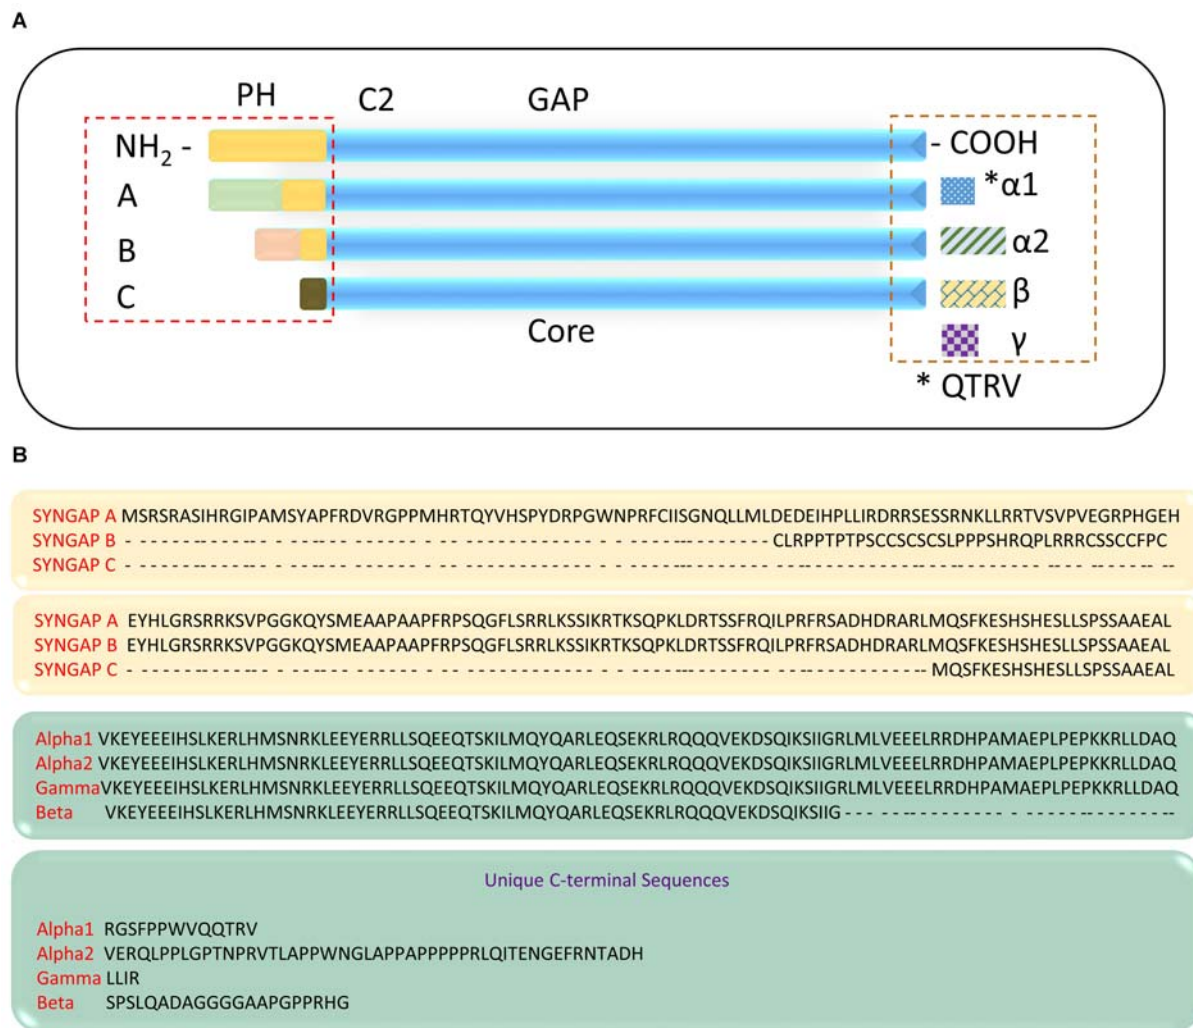 A
PH C2 GAP
NH2 - - COOH
A *α1
B α2
C β
γ
Core
* QTRV
B
SYNGAP A MSRSRASIHRGIPAMSYAPFRDVRGPPMHRTQYVHSPYDRPGWNPRFCIISGNQLLMLDEDEIHPLLIRDRRSESSRNKLLRRTVSVPVEGRPHGEH
SYNGAP B - - - - - - - -- - - - - - - - -- - - - - - - - - - - - - - - - - - - - - - - - - - - - - - - - - - --- - - - - - - - CLRPPTPTPSCCSCSCSLPPPSHRQPLRRRCSSCCFPC
SYNGAP C - - - - - - - -- - - - - - - - -- - - - - - - - - - - - - - - - - - - - - - - - - - - - - - - - - - --- - - - - - - - - - - - - - - - - - - - - - - - - - - - - - - - - - - - - - - - --
SYNGAP A EYHLGRSRRKSVPGGKQYSMEAAPAAPFRPSQGFLSRRLKSSIKRTKSQPKLDRTSSFRQILPRFRSADHDRARLMQSFKESHSHESLLSPSSAAEAL
SYNGAP B EYHLGRSRRKSVPGGKQYSMEAAPAAPFRPSQGFLSRRLKSSIKRTKSQPKLDRTSSFRQILPRFRSADHDRARLMQSFKESHSHESLLSPSSAAEAL
SYNGAP C - - - - - - - -- - - - - - - - -- - - - - - - - - - - - - - - - - - - - - - - - - - - - - - - - - - --- - - - - - - - - - - - - - - - - - - - - - -- MQSFKESHSHESLLSPSSAAEAL
Alpha1 VKEYEEEIHSLKERLHMSNRKLEEYERRLLSQEEQTSKILMQYQARLEQSEKRLRQQQVEKDSQIKSIIGRLMLVEEELRRDHPAMAEPLPEPKKRLLDAQ
Alpha2 VKEYEEEIHSLKERLHMSNRKLEEYERRLLSQEEQTSKILMQYQARLEQSEKRLRQQQVEKDSQIKSIIGRLMLVEEELRRDHPAMAEPLPEPKKRLLDAQ
Gamma VKEYEEEIHSLKERLHMSNRKLEEYERRLLSQEEQTSKILMQYQARLEQSEKRLRQQQVEKDSQIKSIIGRLMLVEEELRRDHPAMAEPLPEPKKRLLDAQ
Beta VKEYEEEIHSLKERLHMSNRKLEEYERRLLSQEEQTSKILMQYQARLEQSEKRLRQQQVEKDSQIKSIIG - - - - - -- - - - - - - - - - - - - - - - - -- - - - - - - --
Unique C-terminal Sequences
Alpha1 RGSFPPWVQQTRV
Alpha2 VERQLPPLGPTNPRVTLAPPWNGLAPPAPPPPPRLQITENGEFRNTADH
Gamma LLIR
Beta SPSLQADAGGGGAAPGPPRHG